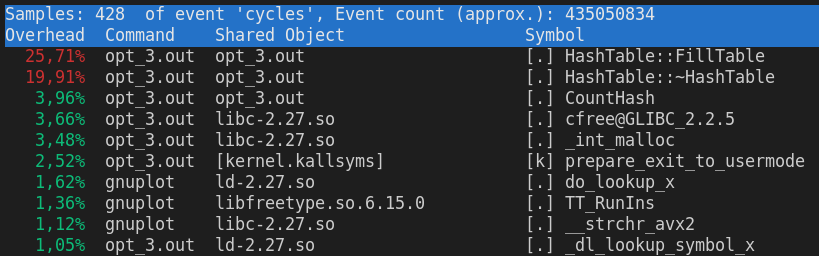 Samples: 428  of event 'cycles', Event count (approx.): 435050834
Overhead  Command    Shared Object                  Symbol
  25,71%  opt_3.out  opt_3.out                      [.] HashTable::FillTable
  19,91%  opt_3.out  opt_3.out                      [.] HashTable::~HashTable
   3,96%  opt_3.out  opt_3.out                      [.] CountHash
   3,66%  opt_3.out  libc-2.27.so                   [.] cfree@GLIBC_2.2.5
   3,48%  opt_3.out  libc-2.27.so                   [.] _int_malloc
   2,52%  opt_3.out  [kernel.kallsyms]              [k] prepare_exit_to_usermode
   1,62%  gnuplot    ld-2.27.so                     [.] do_lookup_x
   1,36%  gnuplot    libfreetype.so.6.15.0          [.] TT_RunIns
   1,12%  gnuplot    libc-2.27.so                   [.] __strchr_avx2
   1,05%  opt_3.out  ld-2.27.so                     [.] _dl_lookup_symbol_x